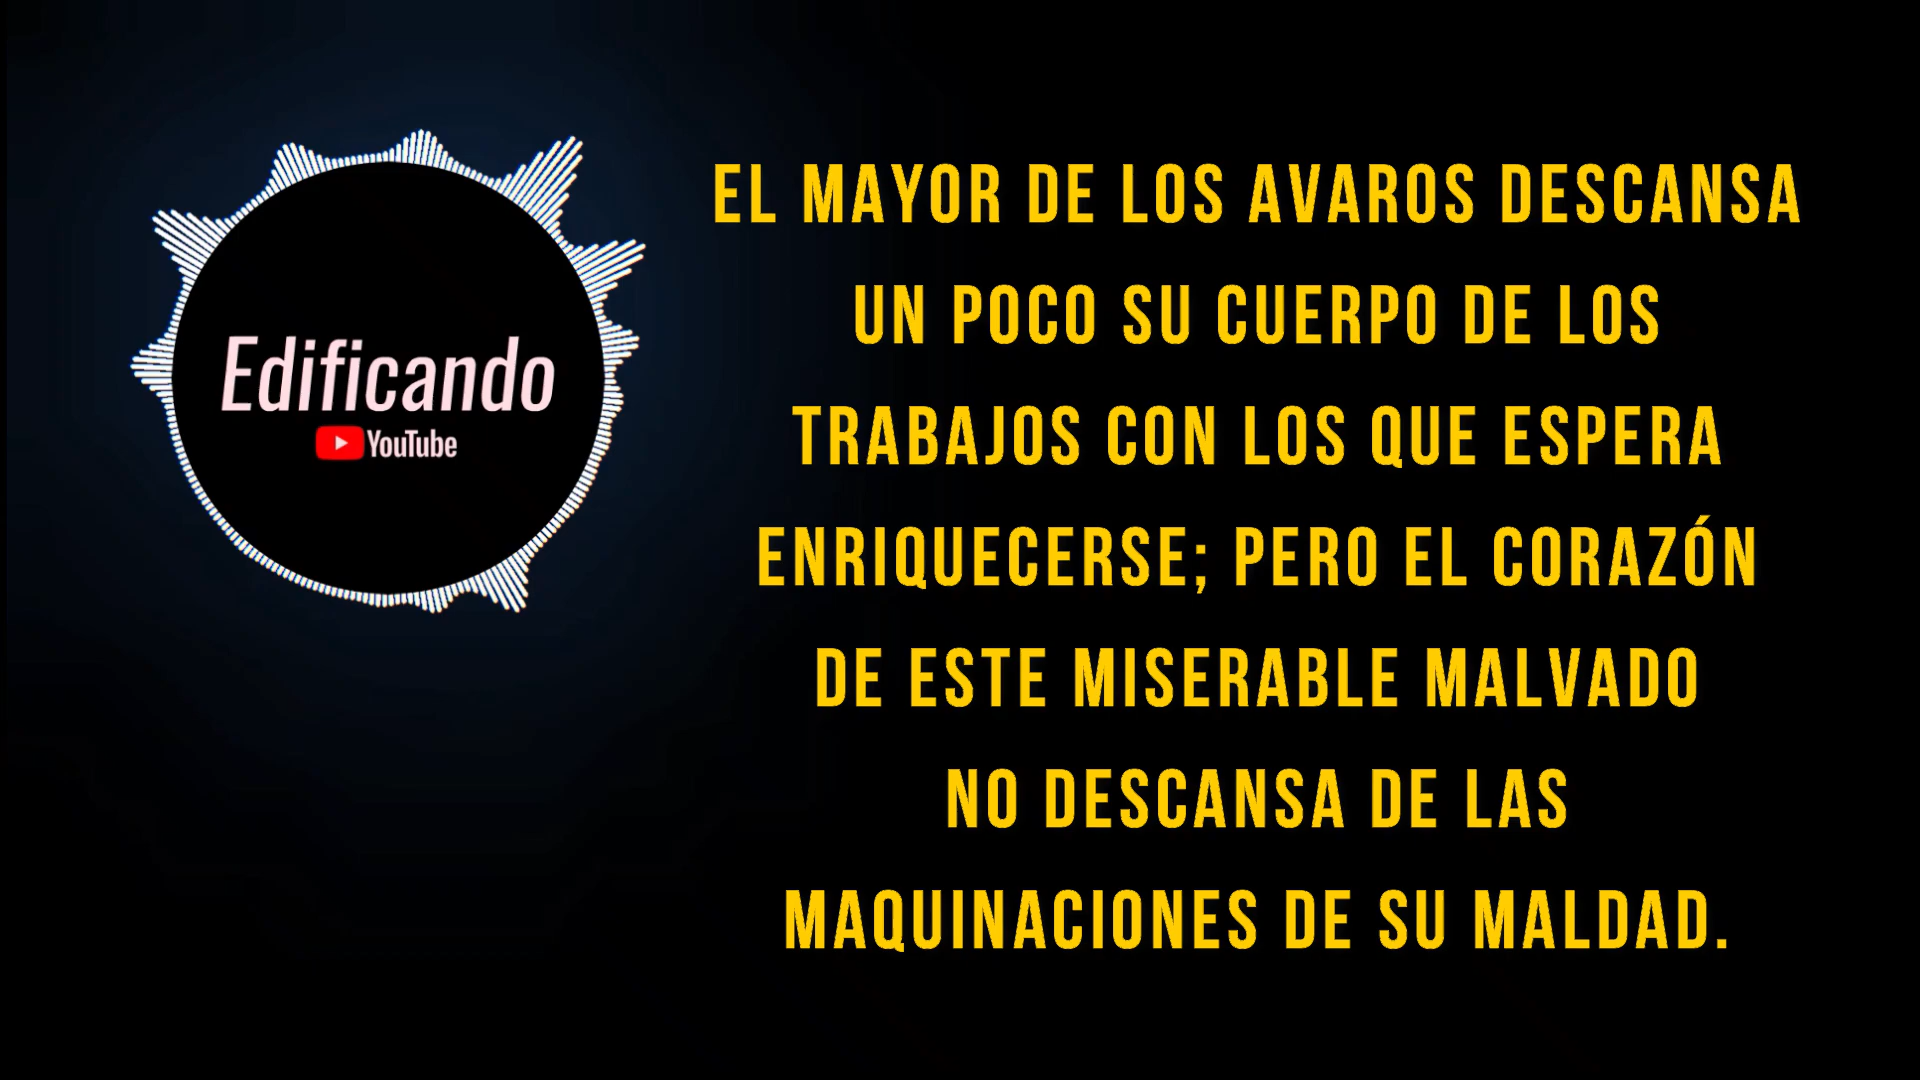 Edificando
YouTube
EL MAYOR DE LOS AVAROS DESCANSA
UN POCO SU CUERPO DE LOS
TRABAJOS CON LOS QUE ESPERA
ENRIQUECERSE; PERO EL CORAZÓN
DE ESTE MISERABLE MALVADO
NO DESCANSA DE LAS
MAQUINACIONES DE SU MALDAD.